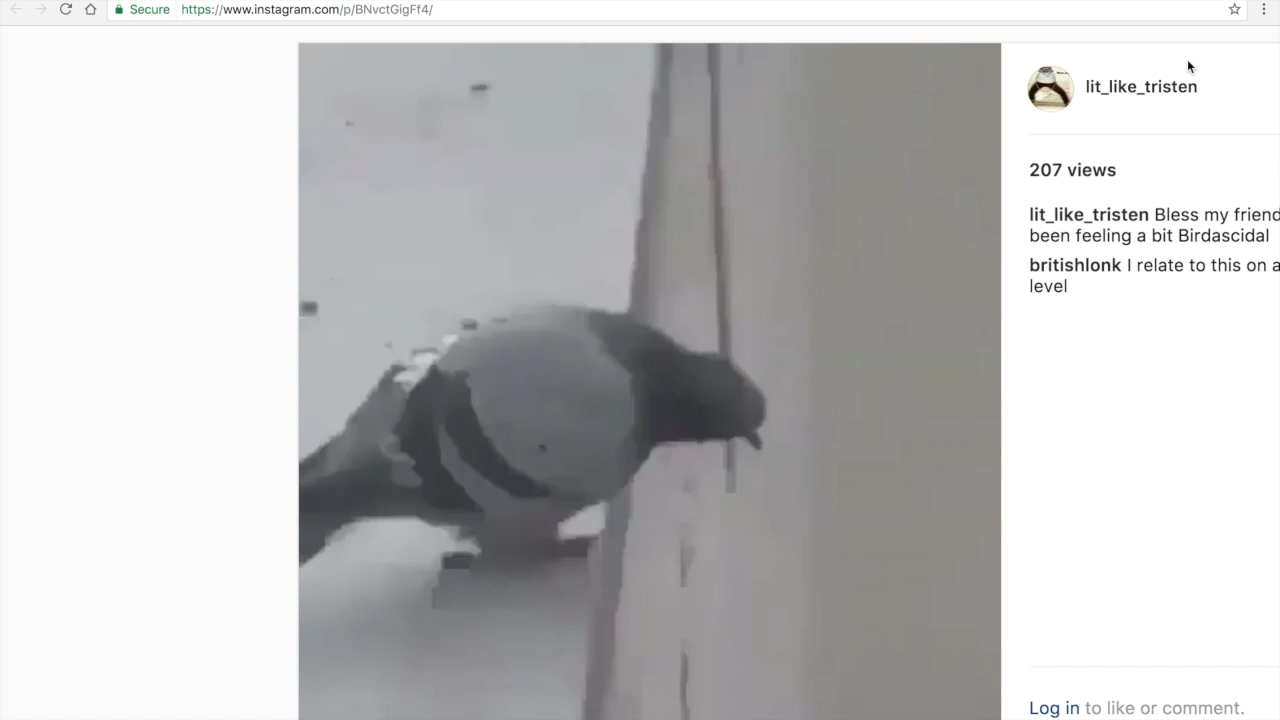 Secure https://www.instagram.com/p/BNvctGigFf4/
lit_like_tristen
207 views
lit_like_tristen Bless my friend
been feeling a bit Birdascidal
britishlonk I relate to this on a
level
Log in to like or comment.